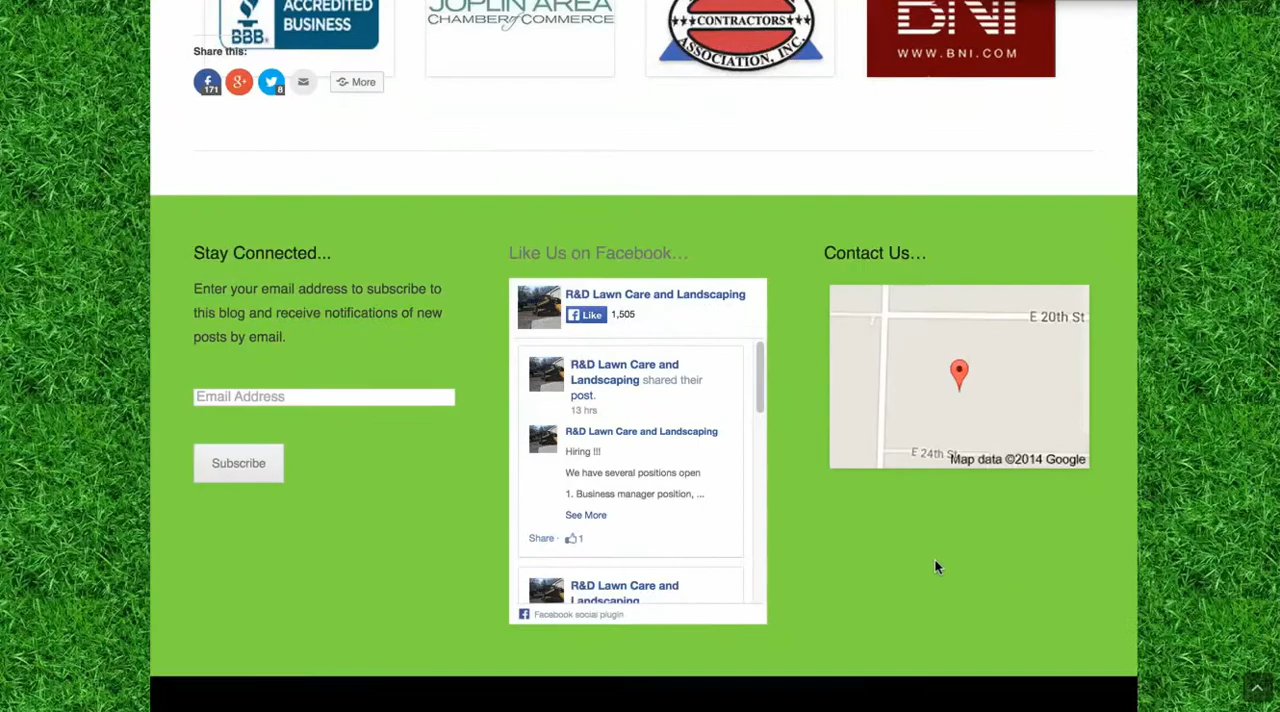 BBB
ACCREDITED
BUSINESS
JOPLIN AREA
CHAMBER of COMMERCE
CONTRACTORS
ASSOCIATION, INC.
BNI
WWW.BNI.COM
Share this:
171
g+
8
More
Stay Connected...
Enter your email address to subscribe to
this blog and receive notifications of new
posts by email.
Email Address
Subscribe
Like Us on Facebook...
R&D Lawn Care and Landscaping
Like 1,505
R&D Lawn Care and
Landscaping shared their
post.
13 hrs
R&D Lawn Care and Landscaping
Hiring !!!
We have several positions open
1. Business manager position, ...
See More
Share · 1
R&D Lawn Care and
Landscaping
Facebook social plugin
Contact Us...
E 20th St
E 24th St
Map data ©2014 Google